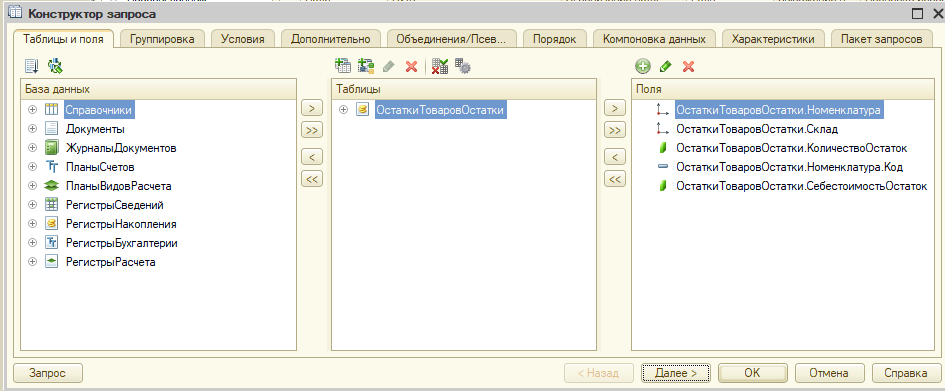 Конструктор запроса
Таблицы и поля Группировка Условия Дополнительно Объединения/Псев... Порядок Компоновка данных Характеристики Пакет запросов
База данных
Справочники
Документы
ЖурналыДокументов
ПланыСчетов
ПланыВидовРасчета
РегистрыСведений
РегистрыНакопления
РегистрыБухгалтерии
РегистрыРасчета
>
>>
<
<<
Таблицы
ОстаткиТоваровОстатки
>
>>
<
<<
Поля
ОстаткиТоваровОстатки.Номенклатура
ОстаткиТоваровОстатки.Склад
ОстаткиТоваровОстатки.КоличествоОстаток
ОстаткиТоваровОстатки.Номенклатура.Код
ОстаткиТоваровОстатки.СебестоимостьОстаток
Запрос < Назад Далее > ОК Отмена Справка